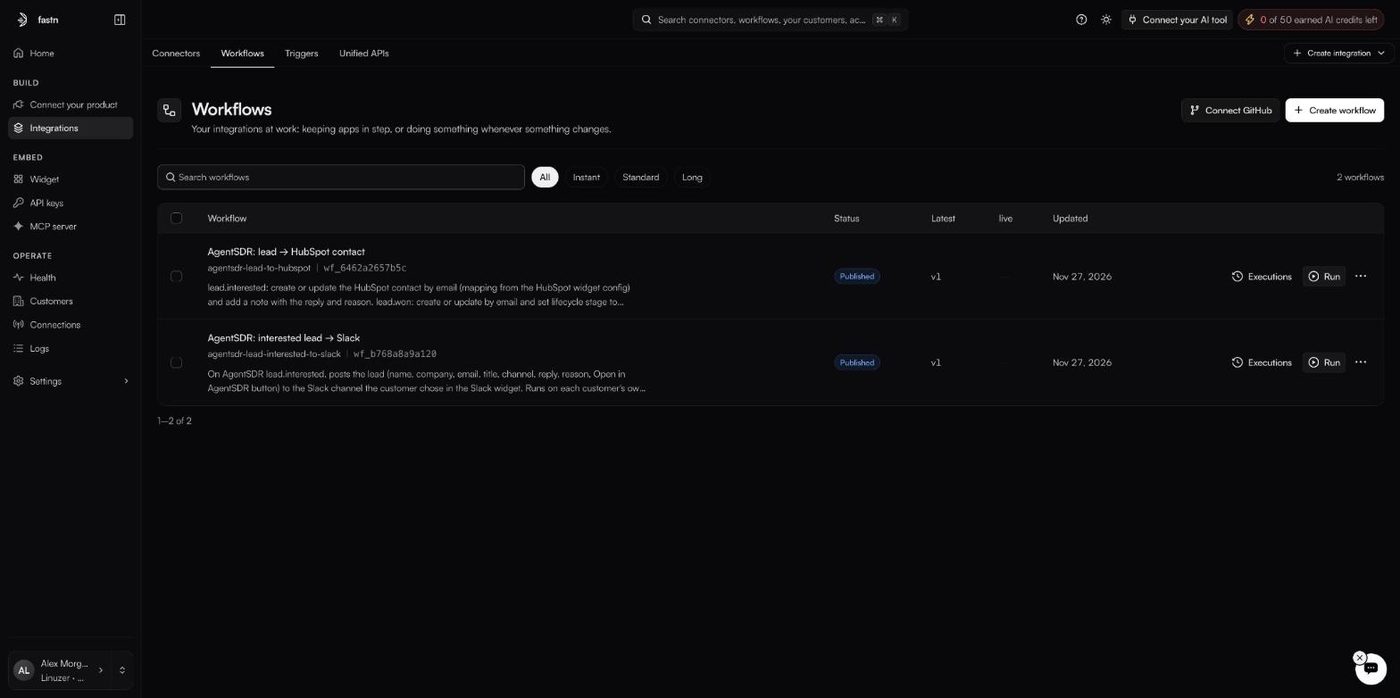 fastn
Search connectors, workflows, your customers, ac... ⌘ K
Connect your AI tool
0 of 50 earned AI credits left
Home
BUILD
Connect your product
Integrations
EMBED
Widget
API keys
MCP server
OPERATE
Health
Customers
Connections
Logs
Settings
AL
Alex Morg...
Linuzer · ...
Connectors Workflows Triggers Unified APIs
Create integration
Workflows
Your integrations at work: keeping apps in step, or doing something whenever something changes.
Connect GitHub
Create workflow
Search workflows
All Instant Standard Long
2 workflows
Workflow Status Latest live Updated
AgentSDR: lead → HubSpot contact
agentsdr-lead-to-hubspot | wf_6462a2657b5c
lead.interested: create or update the HubSpot contact by email (mapping from the HubSpot widget config)
and add a note with the reply and reason. lead.won: create or update by email and set lifecycle stage to...
Published v1 — Nov 27, 2026 Executions Run ...
AgentSDR: interested lead → Slack
agentsdr-lead-interested-to-slack | wf_b768a8a9a120
On AgentSDR lead.interested, posts the lead (name, company, email, title, channel, reply, reason, Open in
AgentSDR button) to the Slack channel the customer chose in the Slack widget. Runs on each customer's ow...
Published v1 — Nov 27, 2026 Executions Run ...
1–2 of 2